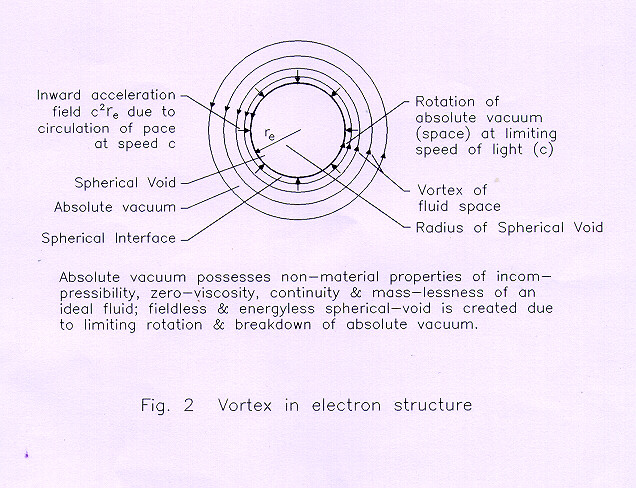 Inward acceleration
field c²rₑ due to
circulation of pace
at speed c
Spherical Void
Absolute vacuum
Spherical Interface
rₑ
Rotation of
absolute vacuum
(space) at limiting
speed of light (c)
Vortex of
fluid space
Radius of Spherical Void
Absolute vacuum possesses non-material properties of incom-
pressibility, zero-viscosity, continuity & mass-lessness of an
ideal fluid; fieldless & energyless spherical-void is created due
to limiting rotation & breakdown of absolute vacuum.
Fig. 2 Vortex in electron structure